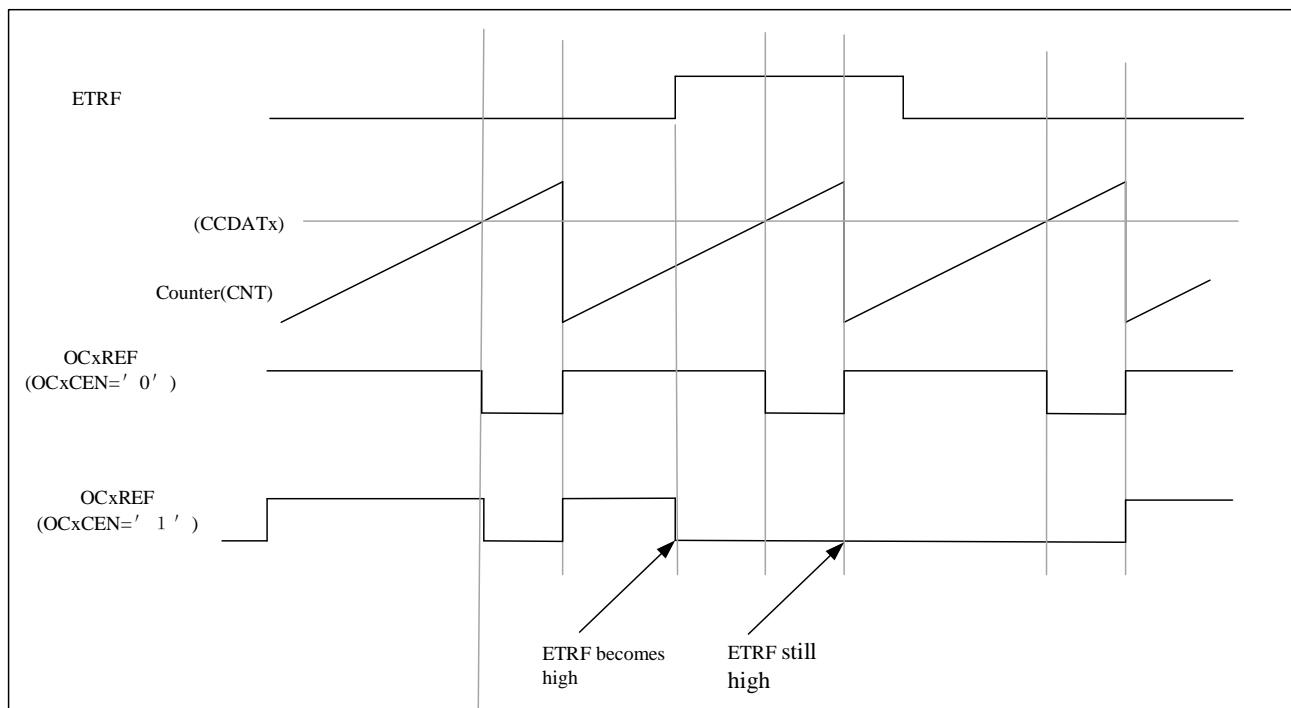 ETRF
(CCDATx)
Counter(CNT)
OCxREF
(OCxCEN=′ 0′ )
OCxREF
(OCxCEN=′ 1 ′ )
ETRF becomes
high
ETRF still
high